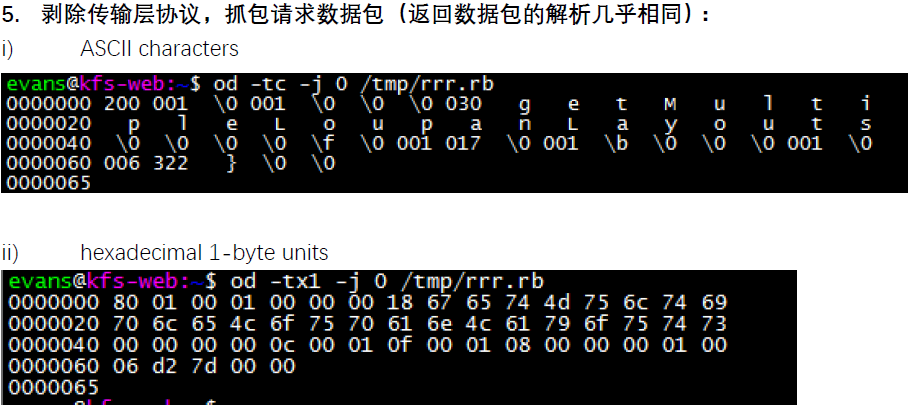 5. 剥除传输层协议，抓包请求数据包（返回数据包的解析几乎相同）：
i) ASCII characters
evans@kfs-web:~$ od -tc -j 0 /tmp/rrr.rb
0000000 200 001 \0 001 \0 \0 \0 030 g e t M u l t i
0000020 p l e L o u p a n L a y o u t s
0000040 \0 \0 \0 \0 \f \0 001 017 \0 001 \b \0 \0 \0 001 \0
0000060 006 322 } \0 \0
0000065
ii) hexadecimal 1-byte units
evans@kfs-web:~$ od -tx1 -j 0 /tmp/rrr.rb
0000000 80 01 00 01 00 00 00 18 67 65 74 4d 75 6c 74 69
0000020 70 6c 65 4c 6f 75 70 61 6e 4c 61 79 6f 75 74 73
0000040 00 00 00 00 0c 00 01 0f 00 01 08 00 00 00 01 00
0000060 06 d2 7d 00 00
0000065